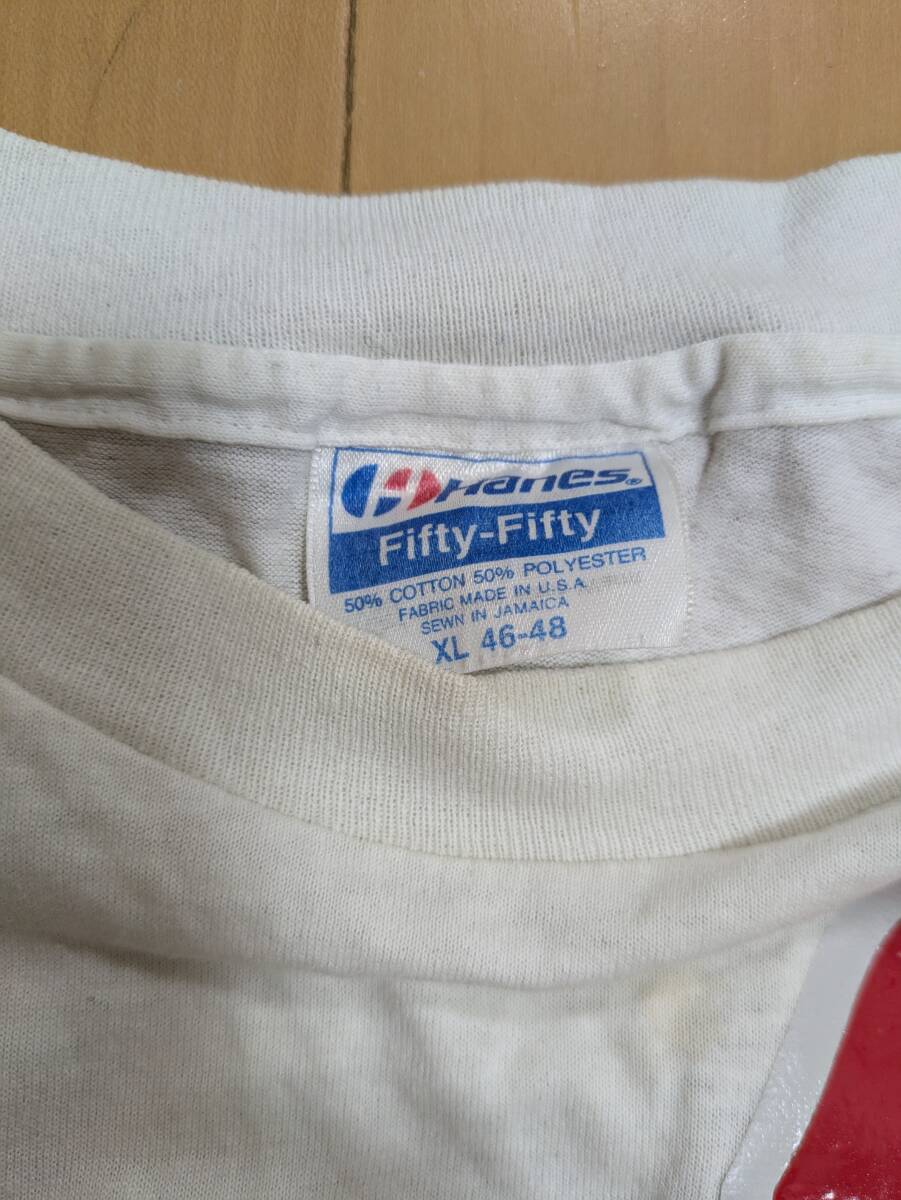 Hanes®
Fifty-Fifty
50% COTTON 50% POLYESTER
FABRIC MADE IN U.S.A.
SEWN IN JAMAICA
XL 46-48